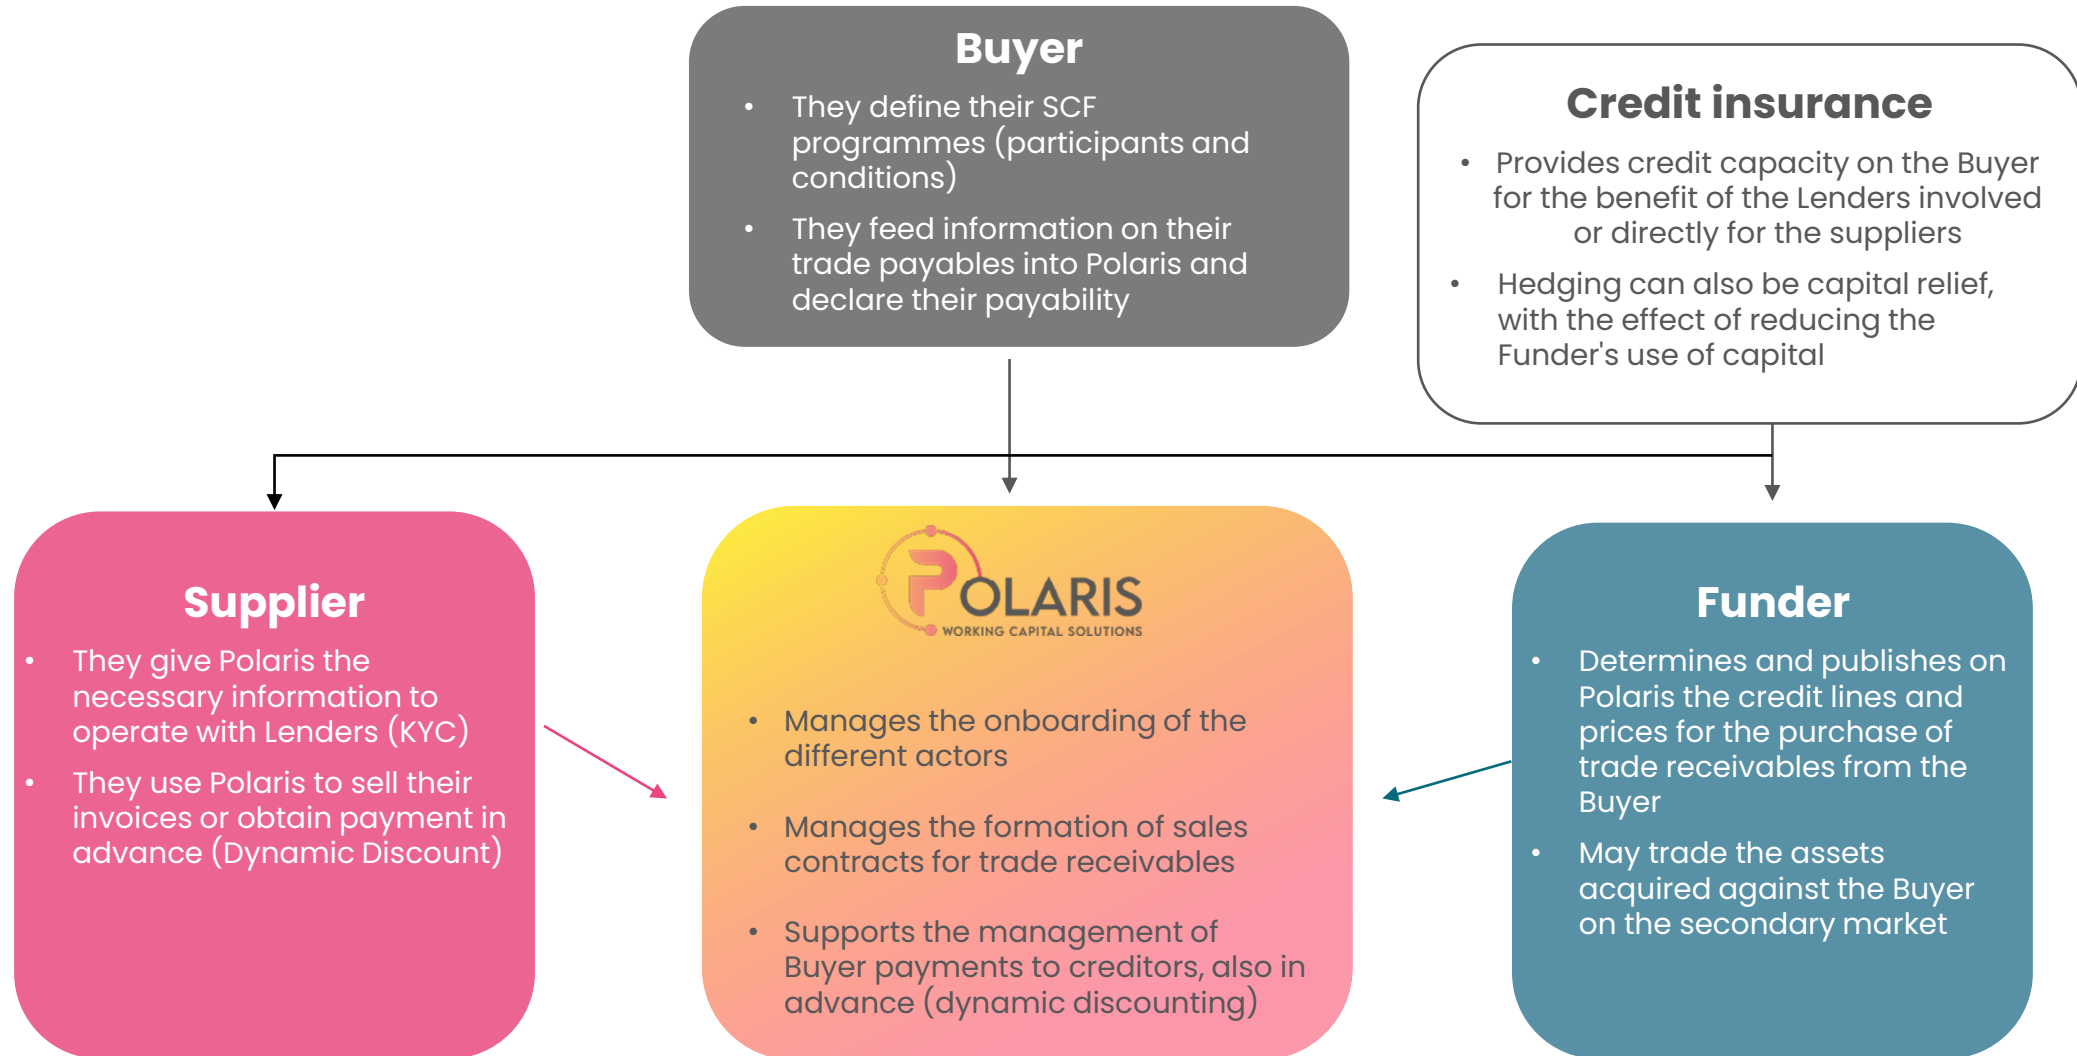 Buyer
• They define their SCF
programmes (participants and
conditions)
• They feed information on their
trade payables into Polaris and
declare their payability
Credit insurance
• Provides credit capacity on the Buyer
for the benefit of the Lenders involved
or directly for the suppliers
• Hedging can also be capital relief,
with the effect of reducing the
Funder's use of capital
Supplier
• They give Polaris the
necessary information to
operate with Lenders (KYC)
• They use Polaris to sell their
invoices or obtain payment in
advance (Dynamic Discount)
POLARIS
WORKING CAPITAL SOLUTIONS
• Manages the onboarding of the
different actors
• Manages the formation of sales
contracts for trade receivables
• Supports the management of
Buyer payments to creditors, also in
advance (dynamic discounting)
Funder
• Determines and publishes on
Polaris the credit lines and
prices for the purchase of
trade receivables from the
Buyer
• May trade the assets
acquired against the Buyer
on the secondary market